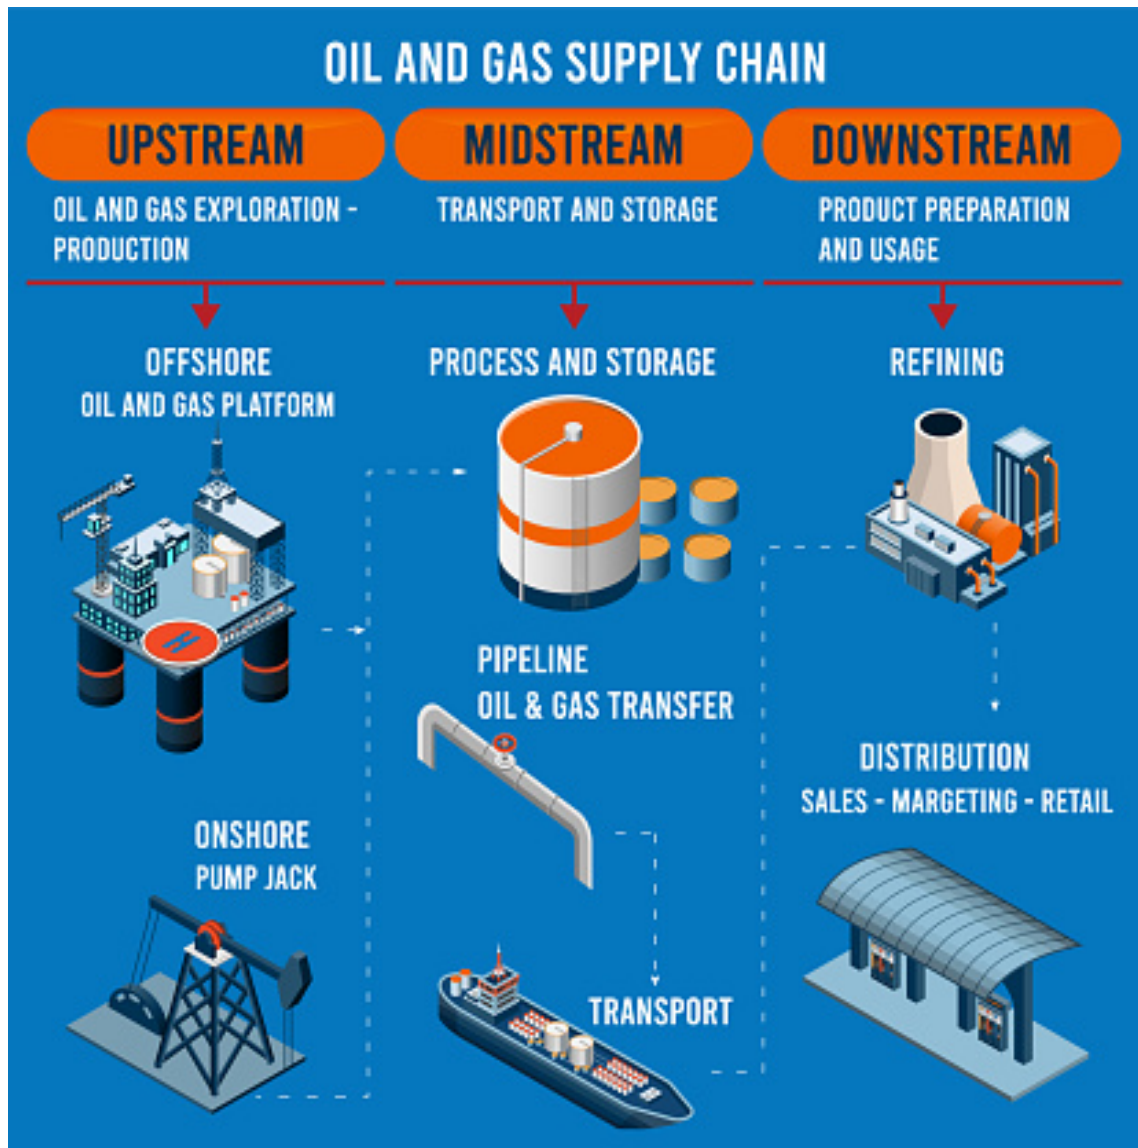 OIL AND GAS SUPPLY CHAIN
UPSTREAM
OIL AND GAS EXPLORATION -
PRODUCTION
OFFSHORE
OIL AND GAS PLATFORM
ONSHORE
PUMP JACK
MIDSTREAM
TRANSPORT AND STORAGE
PROCESS AND STORAGE
PIPELINE
OIL & GAS TRANSFER
TRANSPORT
DOWNSTREAM
PRODUCT PREPARATION
AND USAGE
REFINING
DISTRIBUTION
SALES - MARGETING - RETAIL